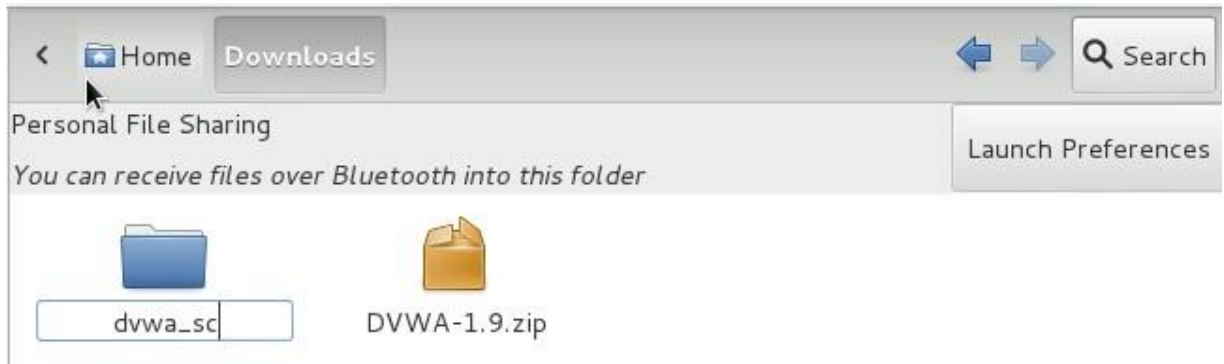 Home Downloads Search
Personal File Sharing
You can receive files over Bluetooth into this folder
Launch Preferences
dvwa_sc DVWA-1.9.zip